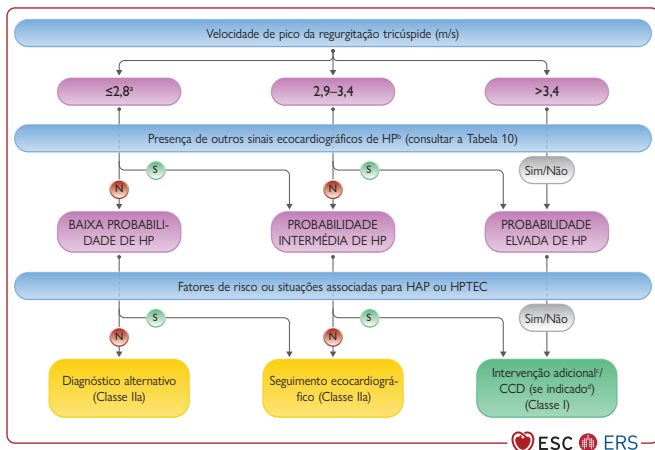 Velocidade de pico da regurgitação tricúspide (m/s)
≤2,8ᵃ
2,9–3,4
>3,4
Presença de outros sinais ecocardiográficos de HPᵇ (consultar a Tabela 10)
S
S
Sim/Não
N
N
BAIXA PROBABILI-
DADE DE HP
PROBABILIDADE
INTERMÉDIA DE HP
PROBABILIDADE
ELVADA DE HP
Fatores de risco ou situações associadas para HAP ou HPTEC
S
S
Sim/Não
N
N
Diagnóstico alternativo
(Classe IIa)
Seguimento ecocardiográ-
fico (Classe IIa)
Intervenção adicionalᶜ/
CCD (se indicadoᵈ)
(Classe I)
ESC ERS